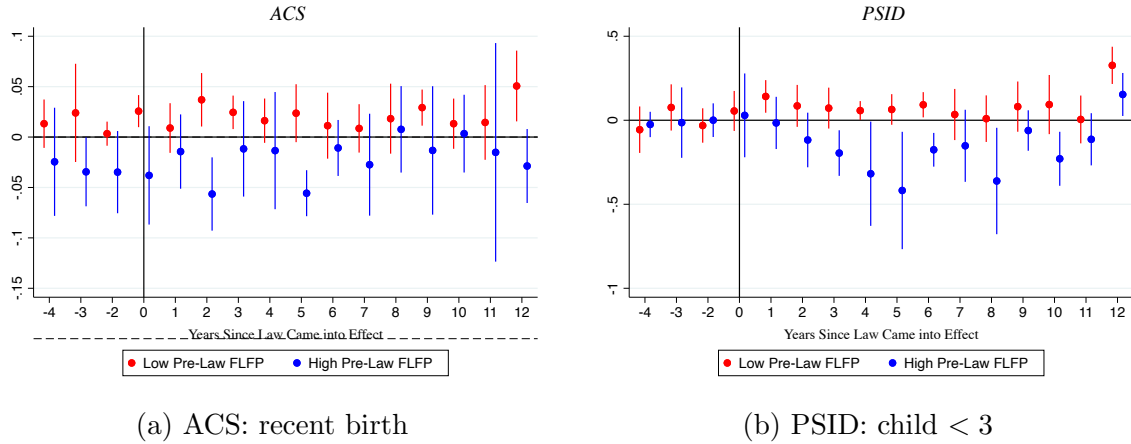 ACS
.1
.05
0
-.05
-.1
-.15
-4 -3 -2 0 1 2 3 4 5 6 7 8 9 10 11 12
Years Since Law Came into Effect
Low Pre-Law FLFP High Pre-Law FLFP
(a) ACS: recent birth
PSID
.5
0
-.5
-1
-4 -3 -2 0 1 2 3 4 5 6 7 8 9 10 11 12
Years Since Law Came into Effect
Low Pre-Law FLFP High Pre-Law FLFP
(b) PSID: child < 3